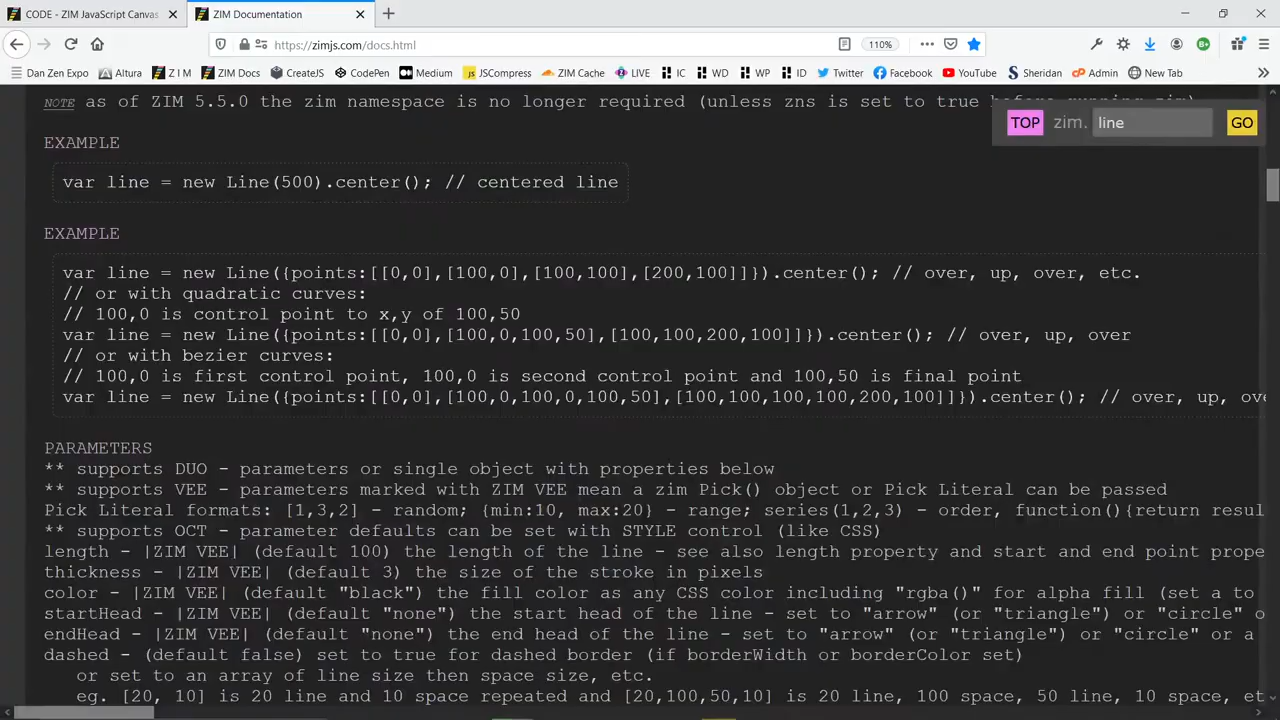 CODE - ZIM JavaScript Canvas
ZIM Documentation
https://zimjs.com/docs.html
110%
Dan Zen Expo
Altura
Z I M
ZIM Docs
CreateJS
CodePen
Medium
JSCompress
ZIM Cache
LIVE
IC
WD
WP
ID
Twitter
Facebook
YouTube
Sheridan
Admin
New Tab
NOTE as of ZIM 5.5.0 the zim namespace is no longer required (unless zns is set to true before running zim)
TOP zim. line GO
EXAMPLE
var line = new Line(500).center(); // centered line
EXAMPLE
var line = new Line({points:[[0,0],[100,0],[100,100],[200,100]]}).center(); // over, up, over, etc.
// or with quadratic curves:
// 100,0 is control point to x,y of 100,50
var line = new Line({points:[[0,0],[100,0,100,50],[100,100,200,100]]}).center(); // over, up, over
// or with bezier curves:
// 100,0 is first control point, 100,0 is second control point and 100,50 is final point
var line = new Line({points:[[0,0],[100,0,100,0,100,50],[100,100,100,100,200,100]]}).center(); // over, up, ove
PARAMETERS
** supports DUO - parameters or single object with properties below
** supports VEE - parameters marked with ZIM VEE mean a zim Pick() object or Pick Literal can be passed
Pick Literal formats: [1,3,2] - random; {min:10, max:20} - range; series(1,2,3) - order, function(){return resul
** supports OCT - parameter defaults can be set with STYLE control (like CSS)
length - |ZIM VEE| (default 100) the length of the line - see also length property and start and end point prope
thickness - |ZIM VEE| (default 3) the size of the stroke in pixels
color - |ZIM VEE| (default "black") the fill color as any CSS color including "rgba()" for alpha fill (set a to
startHead - |ZIM VEE| (default "none") the start head of the line - set to "arrow" (or "triangle") or "circle" o
endHead - |ZIM VEE| (default "none") the end head of the line - set to "arrow" (or "triangle") or "circle" or a
dashed - (default false) set to true for dashed border (if borderWidth or borderColor set)
or set to an array of line size then space size, etc.
eg. [20, 10] is 20 line and 10 space repeated and [20,100,50,10] is 20 line, 100 space, 50 line, 10 space, et